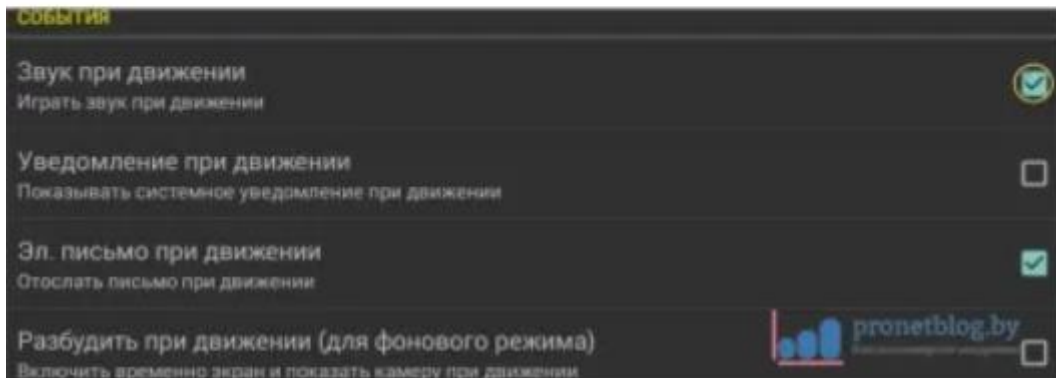 СОБЫТИЯ
Звук при движении
Играть звук при движении
Уведомление при движении
Показывать системное уведомление при движении
Эл. письмо при движении
Отослать письмо при движении
Разбудить при движении (для фонового режима)
pronetblog.by
Включить временно экран и показать камеру при движении